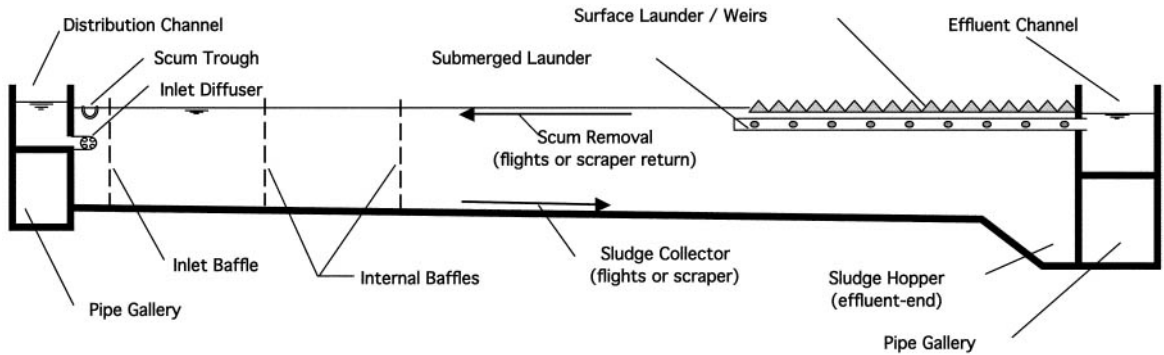 Distribution Channel
Surface Launder / Weirs
Effluent Channel
Scum Trough
Submerged Launder
Inlet Diffuser
Scum Removal
(flights or scraper return)
Inlet Baffle
Internal Baffles
Sludge Collector
(flights or scraper)
Sludge Hopper
(effluent-end)
Pipe Gallery
Pipe Gallery